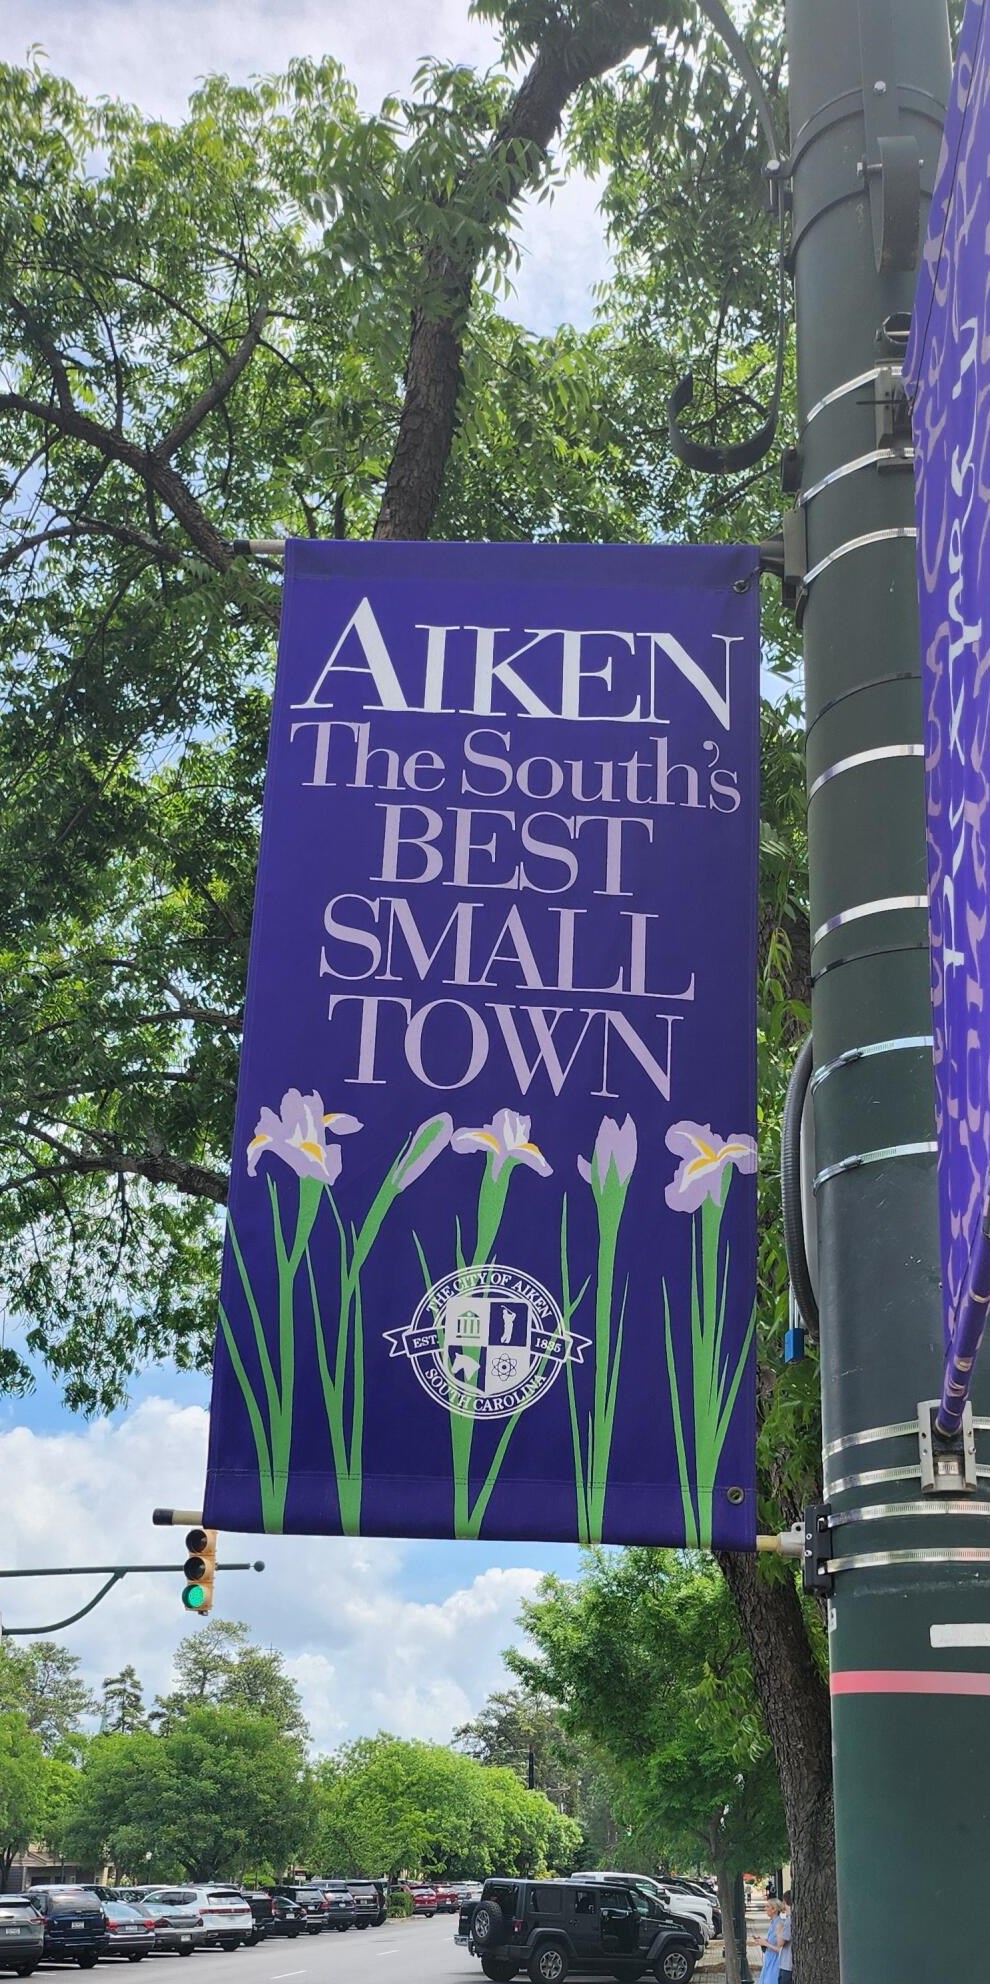 AIKEN
The South's
BEST
SMALL
TOWN
THE CITY OF AIKEN
EST. 1835
SOUTH CAROLINA